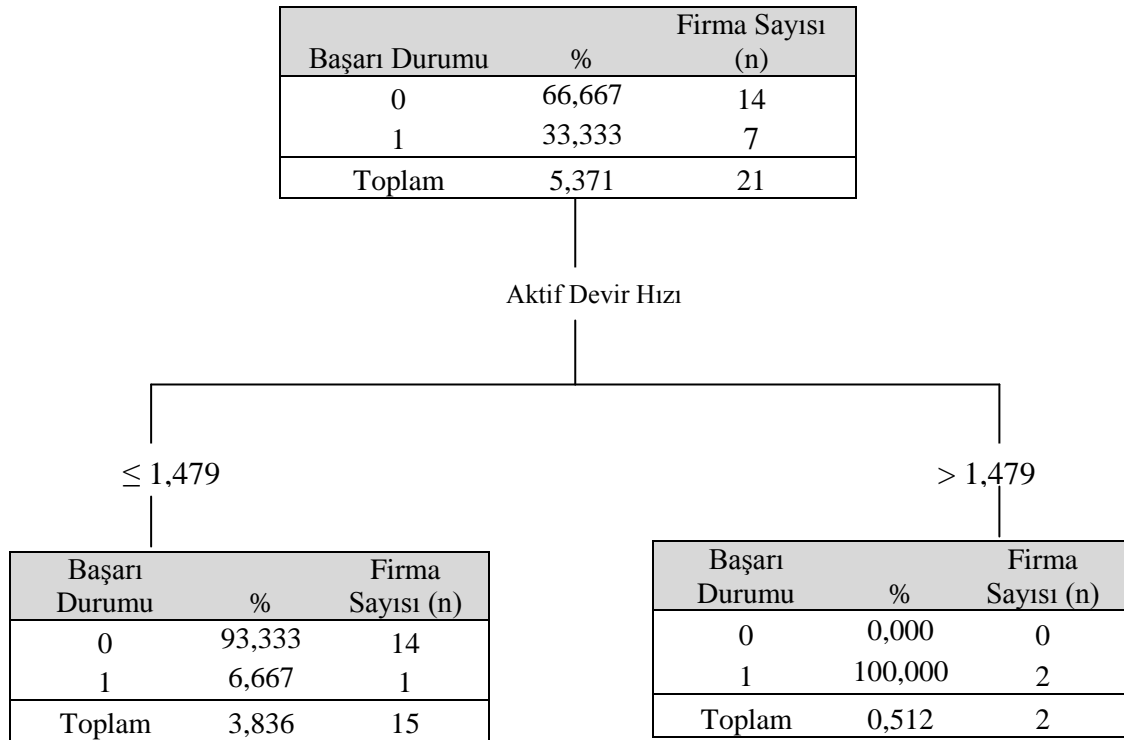 Firma Sayısı
Başarı Durumu % (n)
0 66,667 14
1 33,333 7
Toplam 5,371 21
Aktif Devir Hızı
≤ 1,479
> 1,479
Başarı Firma
Durumu % Sayısı (n)
0 93,333 14
1 6,667 1
Toplam 3,836 15
Başarı Firma
Durumu % Sayısı (n)
0 0,000 0
1 100,000 2
Toplam 0,512 2